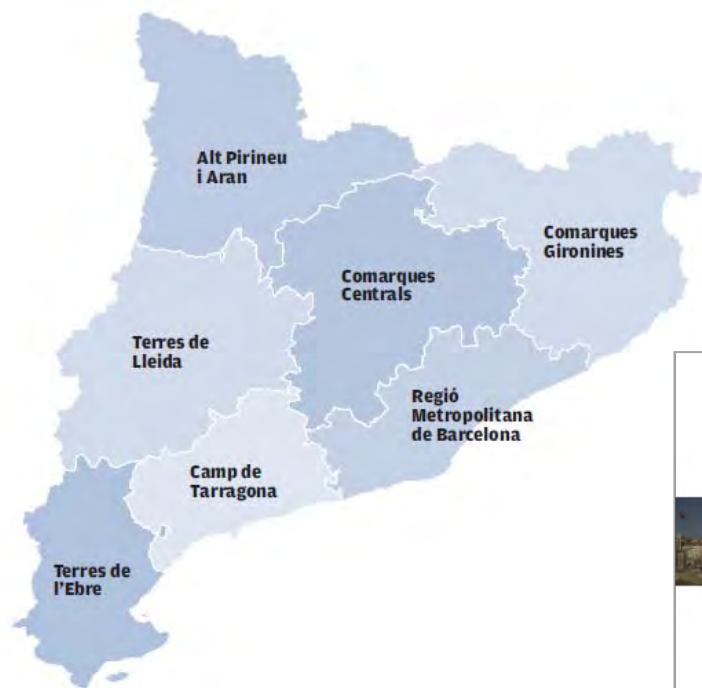 Alt Pirineu
i Aran
Comarques
Gironines
Comarques
Centrals
Terres de
Lleida
Regió
Metropolitana
de Barcelona
Camp de
Tarragona
Terres de
l'Ebre